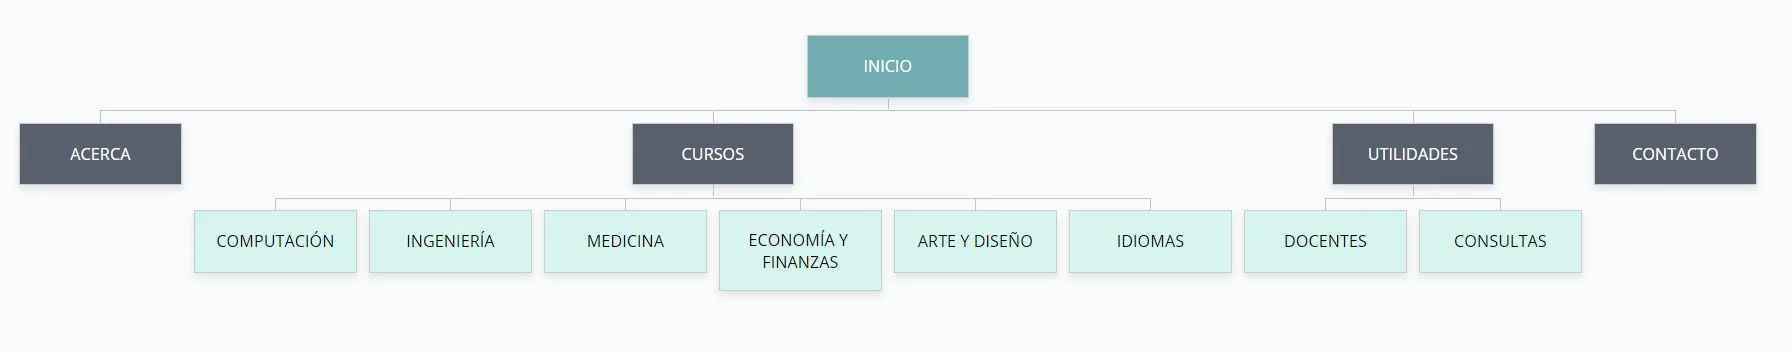 INICIO
ACERCA
CURSOS
UTILIDADES
CONTACTO
COMPUTACIÓN
INGENIERÍA
MEDICINA
ECONOMÍA Y
FINANZAS
ARTE Y DISEÑO
IDIOMAS
DOCENTES
CONSULTAS